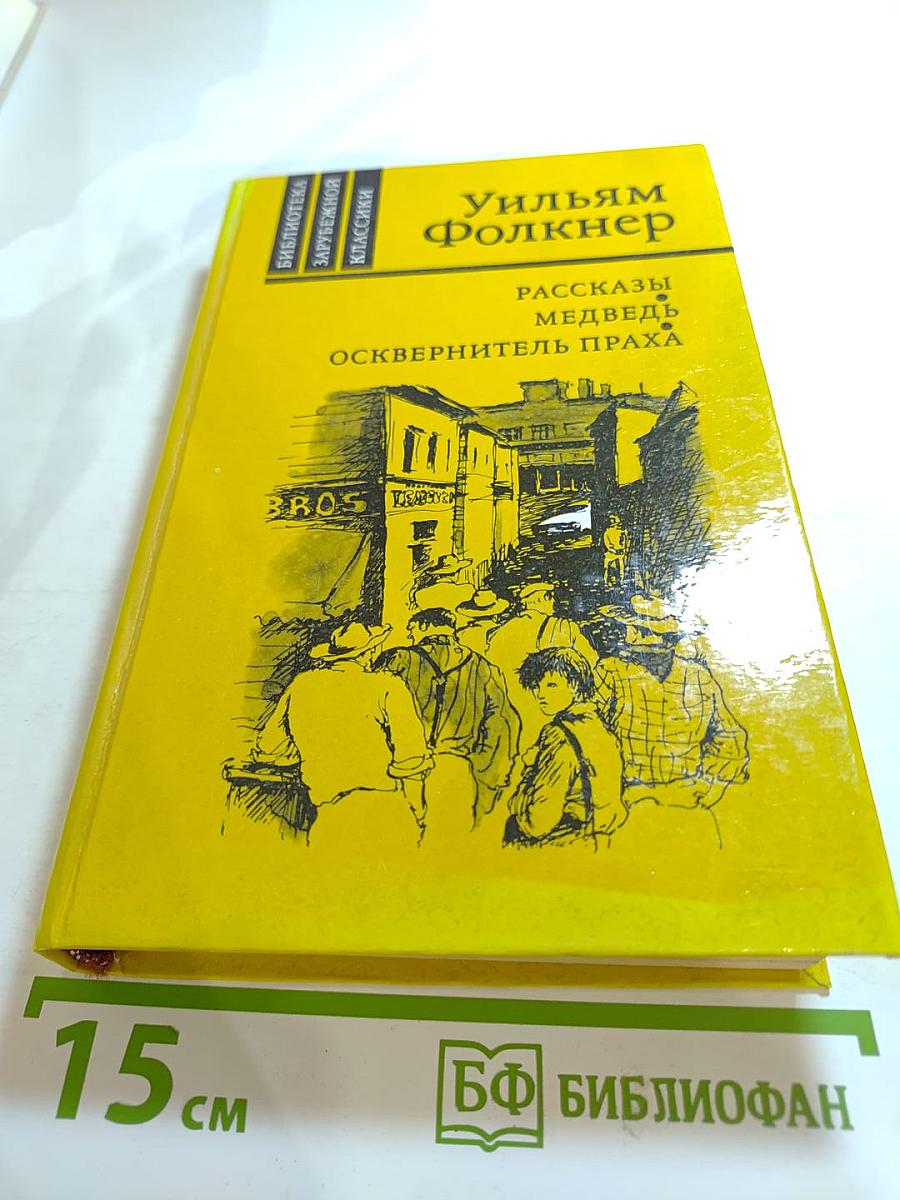 БИБЛИОТЕКА
ЗАРУБЕЖНОЙ
КЛАССИКИ
Уильям
Фолкнер
РАССКАЗЫ
МЕДВЕДЬ
ОСКВЕРНИТЕЛЬ ПРАХА
BROS
15 см
БФ БИБЛИОФАН